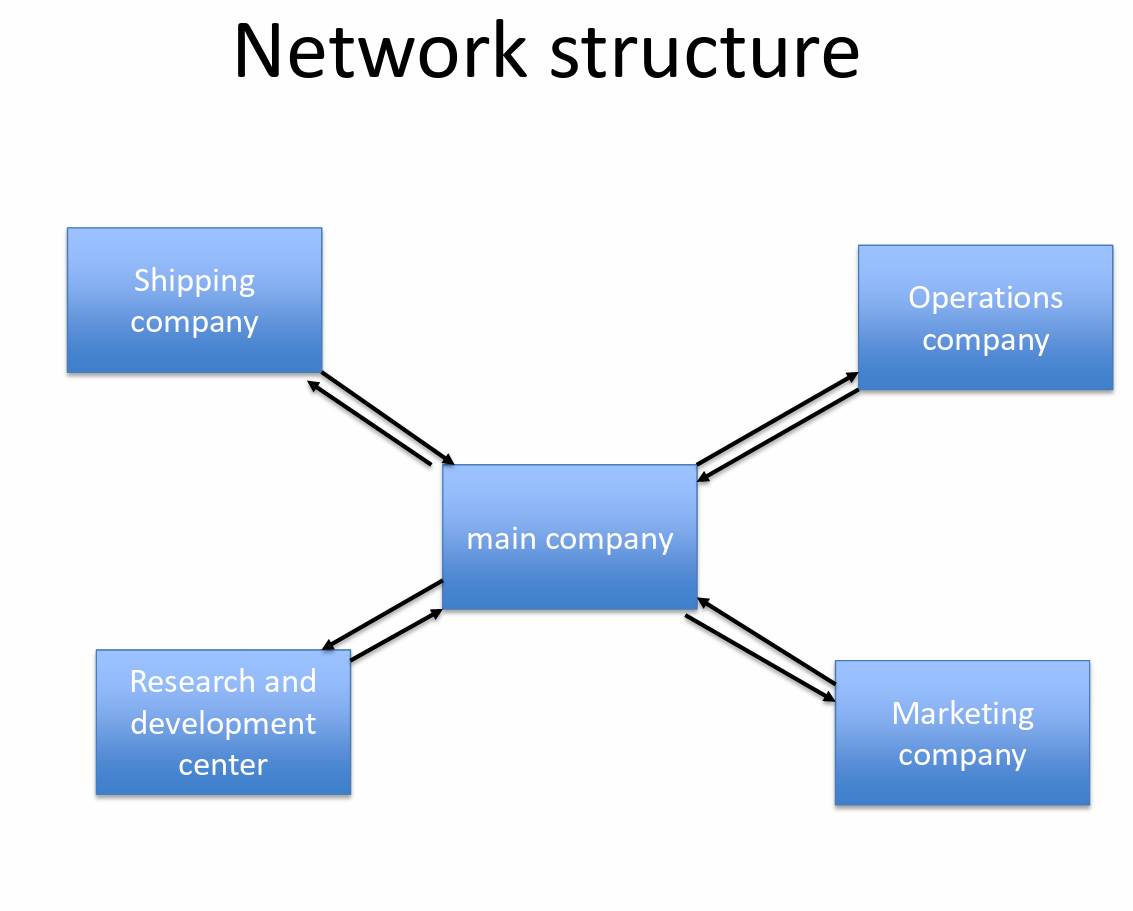 Network structure
Shipping
company
Operations
company
main company
Research and
development
center
Marketing
company